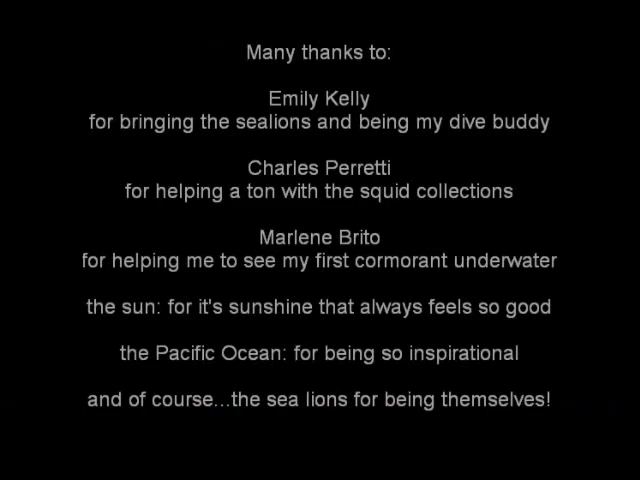 Many thanks to:
Emily Kelly
for bringing the sealions and being my dive buddy
Charles Perretti
for helping a ton with the squid collections
Marlene Brito
for helping me to see my first cormorant underwater
the sun: for it's sunshine that always feels so good
the Pacific Ocean: for being so inspirational
and of course...the sea lions for being themselves!